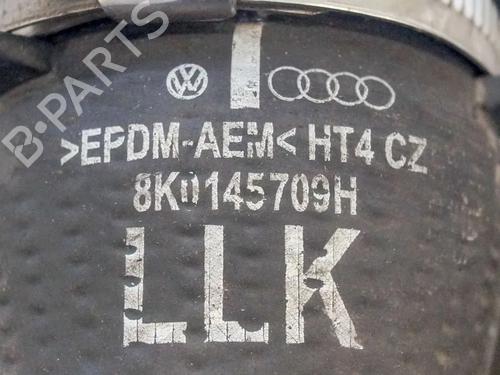 B-PARTS
>EPDM-AEM< HT4 CZ
8K0145709H
LLK